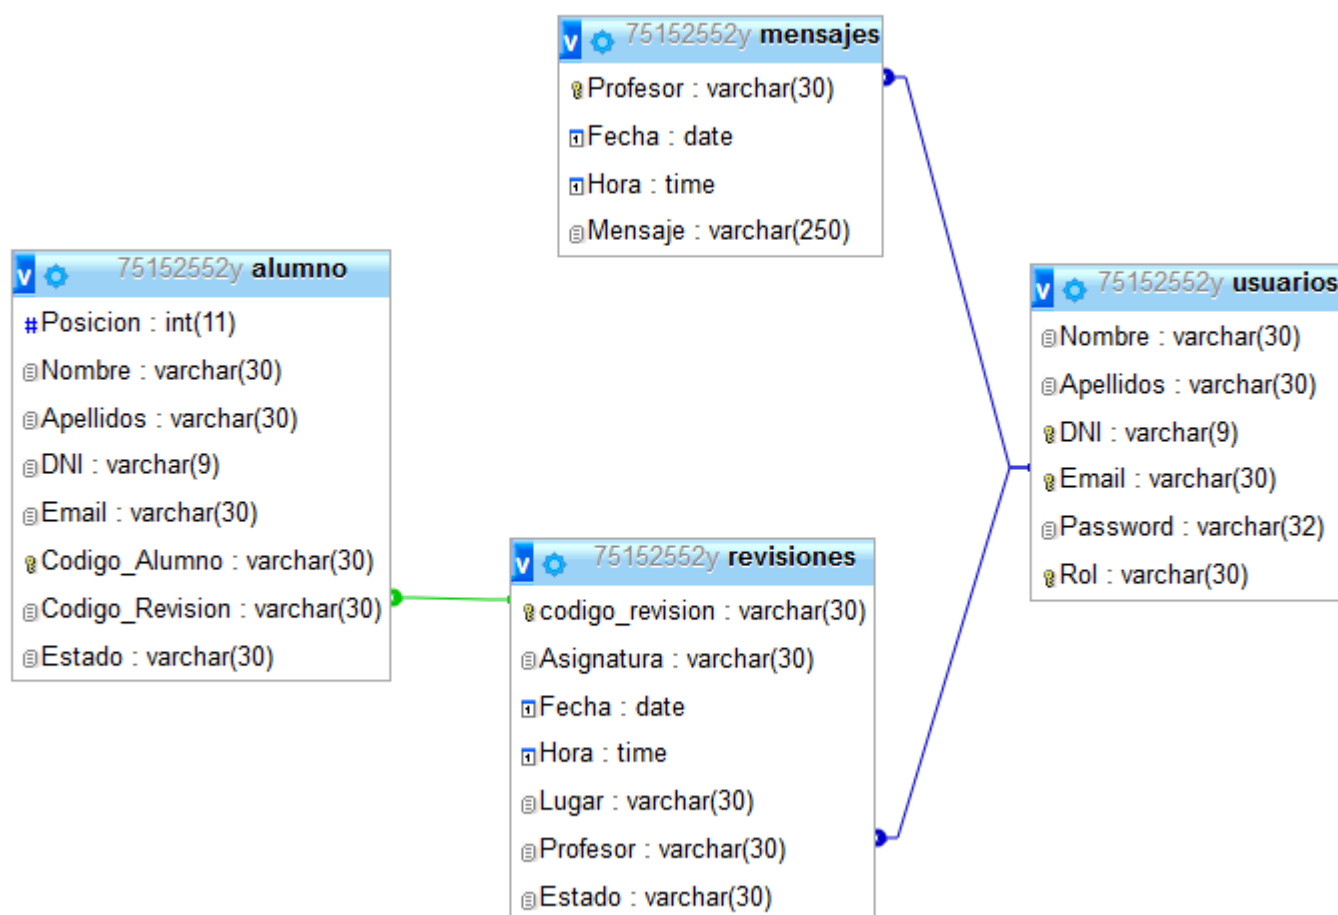 75152552y mensajes
Profesor : varchar(30)
Fecha : date
Hora : time
Mensaje : varchar(250)
75152552y alumno
#Posicion : int(11)
Nombre : varchar(30)
Apellidos : varchar(30)
DNI : varchar(9)
Email : varchar(30)
Codigo_Alumno : varchar(30)
Codigo_Revision : varchar(30)
Estado : varchar(30)
75152552y revisiones
codigo_revision : varchar(30)
Asignatura : varchar(30)
Fecha : date
Hora : time
Lugar : varchar(30)
Profesor : varchar(30)
Estado : varchar(30)
75152552y usuarios
Nombre : varchar(30)
Apellidos : varchar(30)
DNI : varchar(9)
Email : varchar(30)
Password : varchar(32)
Rol : varchar(30)